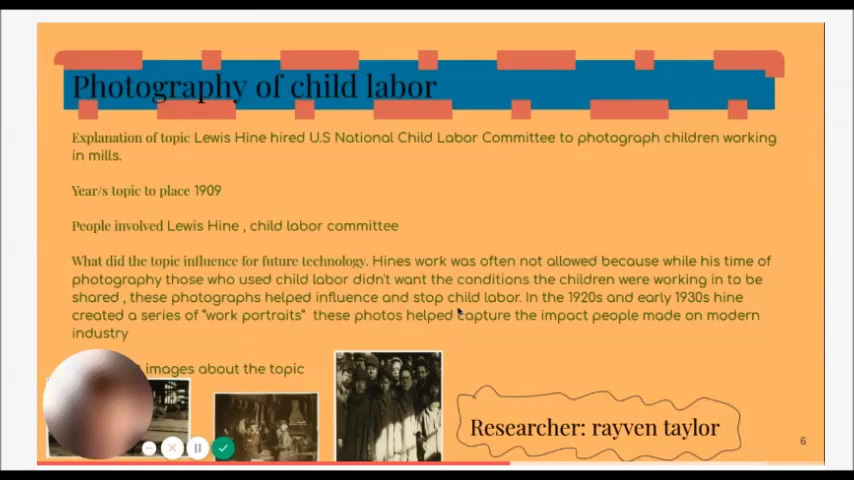 Photography of child labor
Explanation of topic Lewis Hine hired U.S National Child Labor Committee to photograph children working
in mills.
Year/s topic to place 1909
People involved Lewis Hine , child labor committee
What did the topic influence for future technology. Hines work was often not allowed because while his time of
photography those who used child labor didn't want the conditions the children were working in to be
shared , these photographs helped influence and stop child labor. In the 1920s and early 1930s hine
created a series of "work portraits" these photos helped capture the impact people made on modern
industry
images about the topic
Researcher: rayven taylor
6